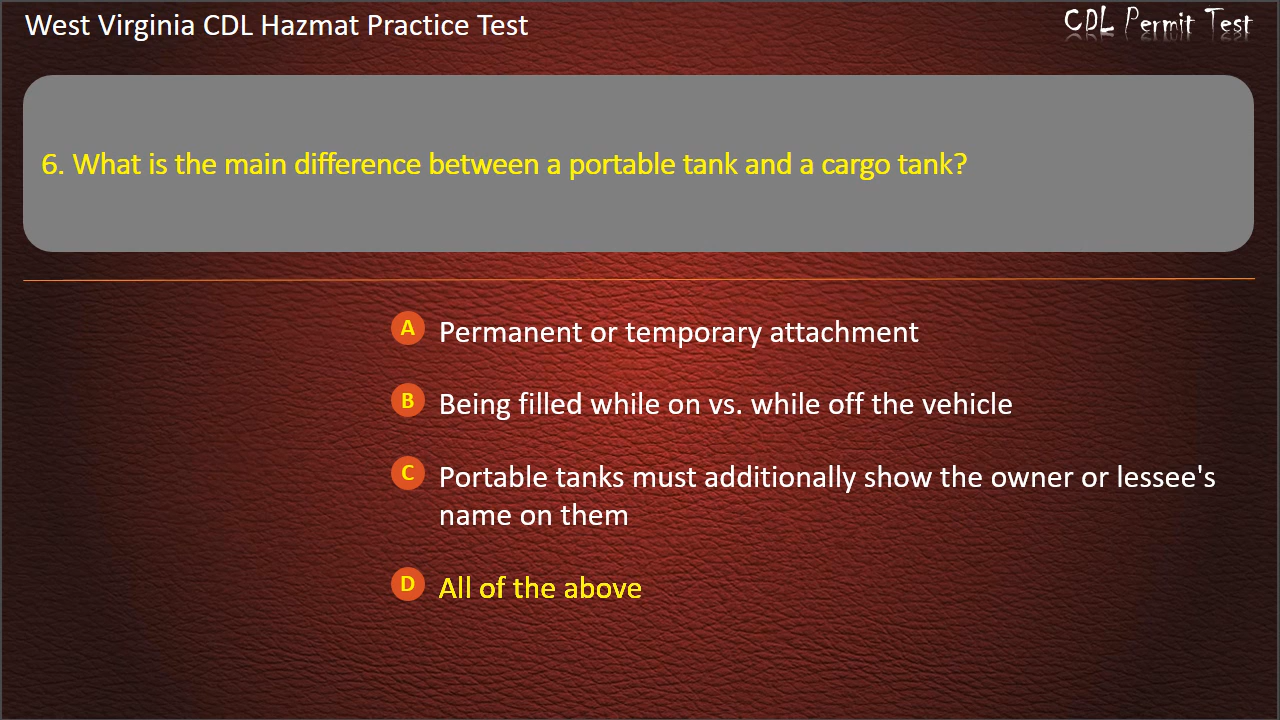 West Virginia CDL Hazmat Practice Test
CDL Permit Test
6. What is the main difference between a portable tank and a cargo tank?
A Permanent or temporary attachment
B Being filled while on vs. while off the vehicle
C Portable tanks must additionally show the owner or lessee's
name on them
D All of the above